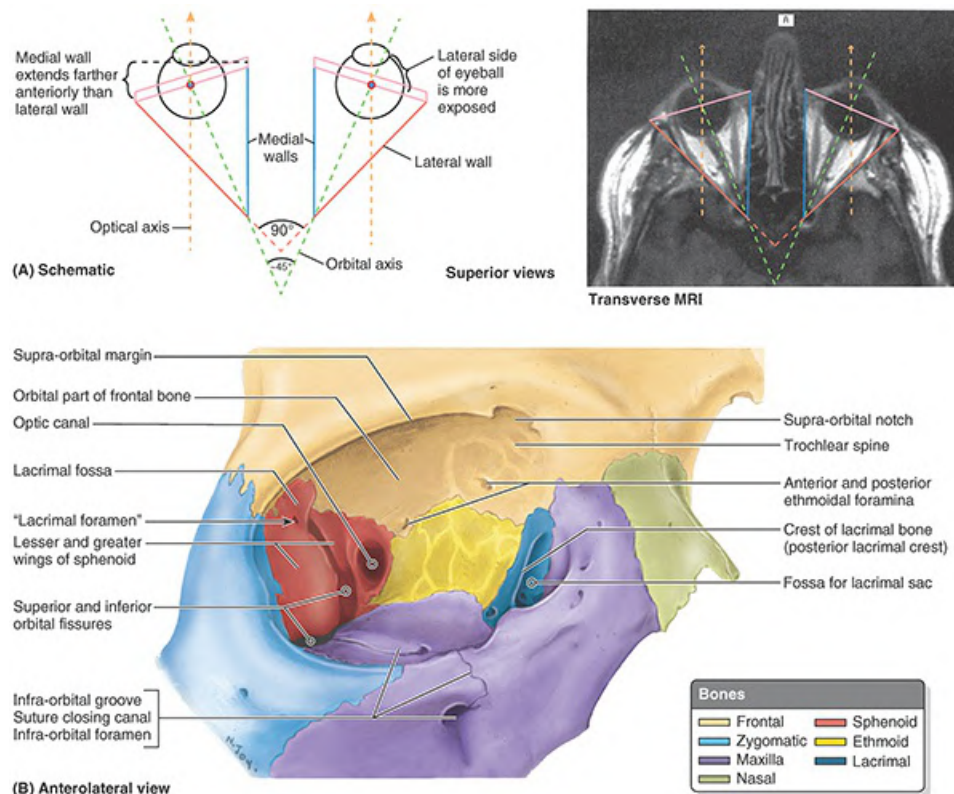 Medial wall
extends farther
anteriorly than
lateral wall
Lateral side
of eyeball
is more
exposed
Medial
walls
Lateral wall
Optical axis
90°
~45°
Orbital axis
(A) Schematic
Superior views
A
Transverse MRI
Supra-orbital margin
Orbital part of frontal bone
Optic canal
Lacrimal fossa
"Lacrimal foramen"
Lesser and greater
wings of sphenoid
Superior and inferior
orbital fissures
Infra-orbital groove
Suture closing canal
Infra-orbital foramen
Supra-orbital notch
Trochlear spine
Anterior and posterior
ethmoidal foramina
Crest of lacrimal bone
(posterior lacrimal crest)
Fossa for lacrimal sac
Bones
Frontal
Zygomatic
Maxilla
Nasal
Sphenoid
Ethmoid
Lacrimal
(B) Anterolateral view